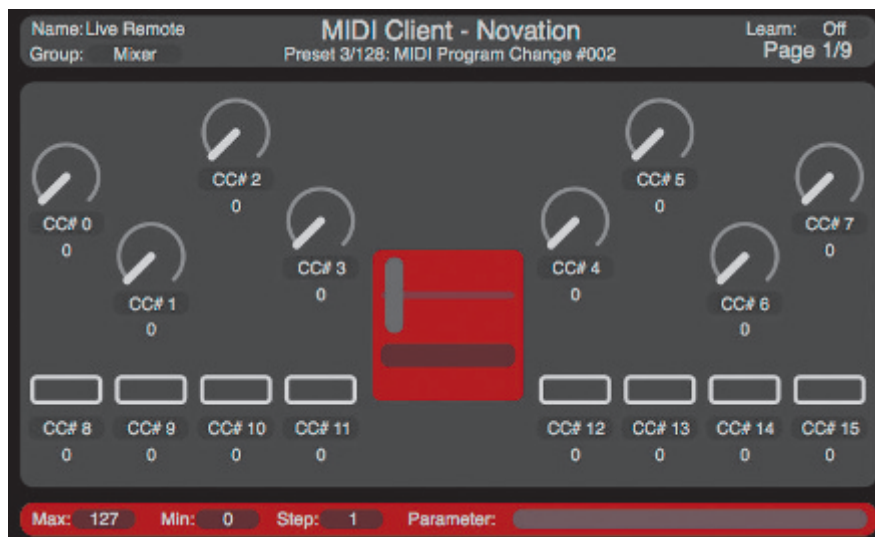 Name: Live Remote
MIDI Client - Novation
Learn: Off
Group: Mixer
Preset 3/128: MIDI Program Change #002
Page 1/9
CC# 2
0
CC# 5
0
CC# 0
0
CC# 7
0
CC# 3
0
CC# 4
0
CC# 1
0
CC# 6
0
CC# 8 CC# 9 CC# 10 CC# 11 CC# 12 CC# 13 CC# 14 CC# 15
0 0 0 0 0 0 0 0
Max: 127 Min: 0 Step: 1 Parameter: